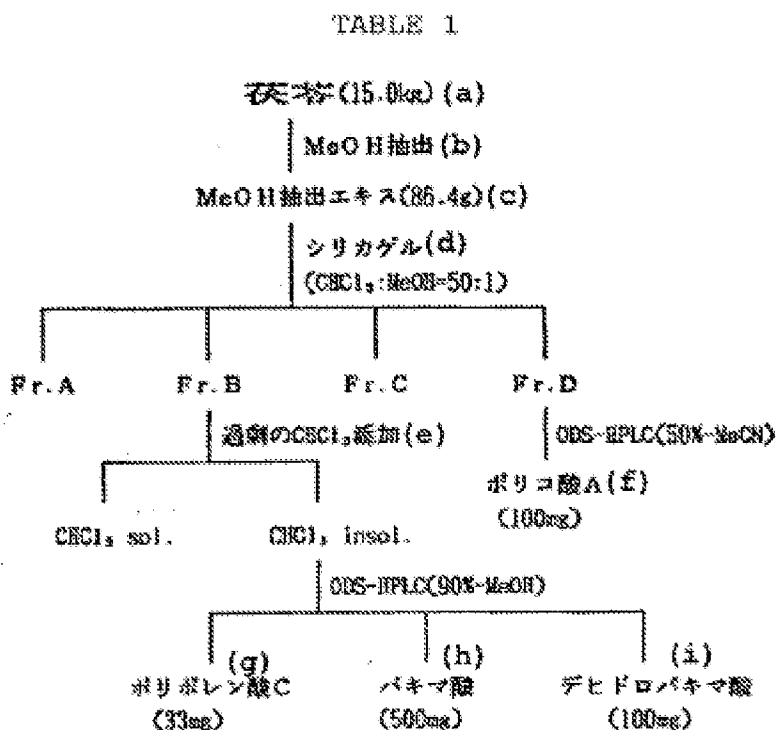 TABLE 1
茯苓(15.0kg)(a)
MeOH抽出(b)
MeOH抽出エキス(86.4g)(c)
シリカゲル(d)
(CHCl₃:MeOH=50:1)
Fr.A Fr.B Fr.C Fr.D
過剰のCHCl₃添加(e) ODS-HPLC(50%-MeCN)
ポリコ酸A(f)
(100mg)
CHCl₃ sol. CHCl₃ insol.
ODS-HPLC(90%-MeOH)
(g) (h) (i)
ポリポレン酸C パキマ酸 デヒドロパキマ酸
(33mg) (500mg) (100mg)